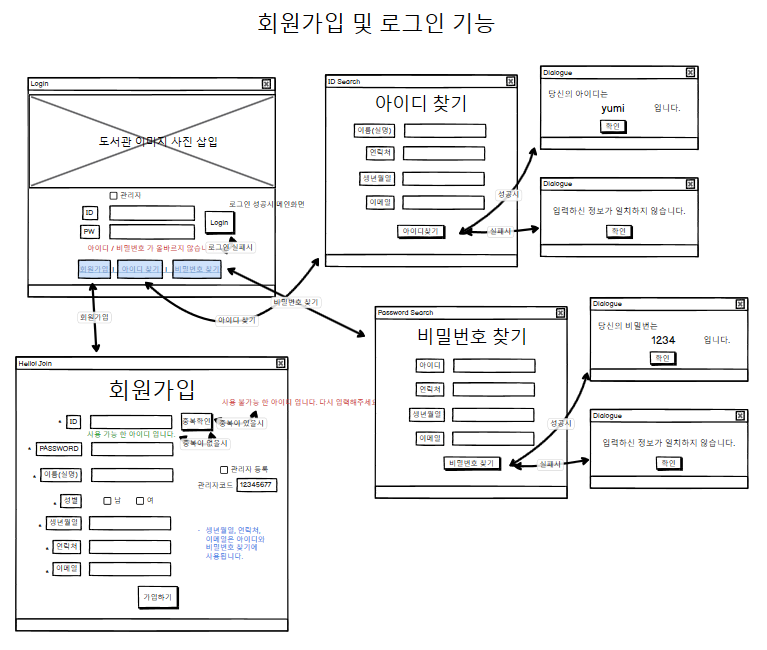 회원가입 및 로그인 기능
Login
도서관 이미지 사진 삽입
관리자
ID
PW
Login
로그인 성공시 메인화면
아이디 / 비밀번호 가 올바르지 않습니
로그인 실패시
회원가입 | 아이디 찾기 | 비밀번호 찾기
회원가입
아이디 찾기
비밀번호 찾기
ID Search
아이디 찾기
이름(실명)
연락처
생년월일
이메일
아이디찾기
성공시
실패시
Dialogue
당신의 아이디는
yumi 입니다.
확인
Dialogue
입력하신 정보가 일치하지 않습니다.
확인
Password Search
비밀번호 찾기
아이디
연락처
생년월일
이메일
비밀번호 찾기
성공시
실패시
Dialogue
당신의 비밀번는
1234 입니다.
확인
Dialogue
입력하신 정보가 일치하지 않습니다.
확인
Hello! Join
회원가입
사용 불가능 한 아이디 입니다. 다시 입력해주세요
* ID
중복확인
중복이 있을시
사용 가능 한 아이디 입니다.
중복이 없을시
* PASSWORD
* 이름(실명)
관리자 등록
관리자코드 12345677
* 성별 남 여
* 생년월일
* 연락처
* 이메일
- 생년월일, 연락처,
이메일은 아이디와
비밀번호 찾기에
사용됩니다.
가입하기